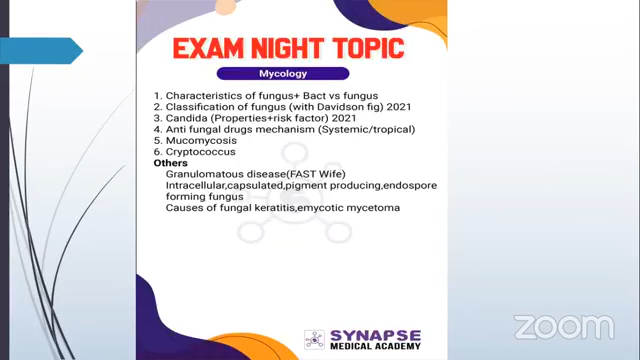 EXAM NIGHT TOPIC
Mycology
1. Characteristics of fungus+ Bact vs fungus
2. Classification of fungus (with Davidson fig) 2021
3. Candida (Properties+risk factor) 2021
4. Anti fungal drugs mechanism (Systemic/tropical)
5. Mucomycosis
6. Cryptococcus
Others
Granulomatous disease(FAST Wife)
Intracellular,capsulated,pigment producing,endospore
forming fungus
Causes of fungal keratitis,emycotic mycetoma
SYNAPSE
MEDICAL ACADEMY
zoom